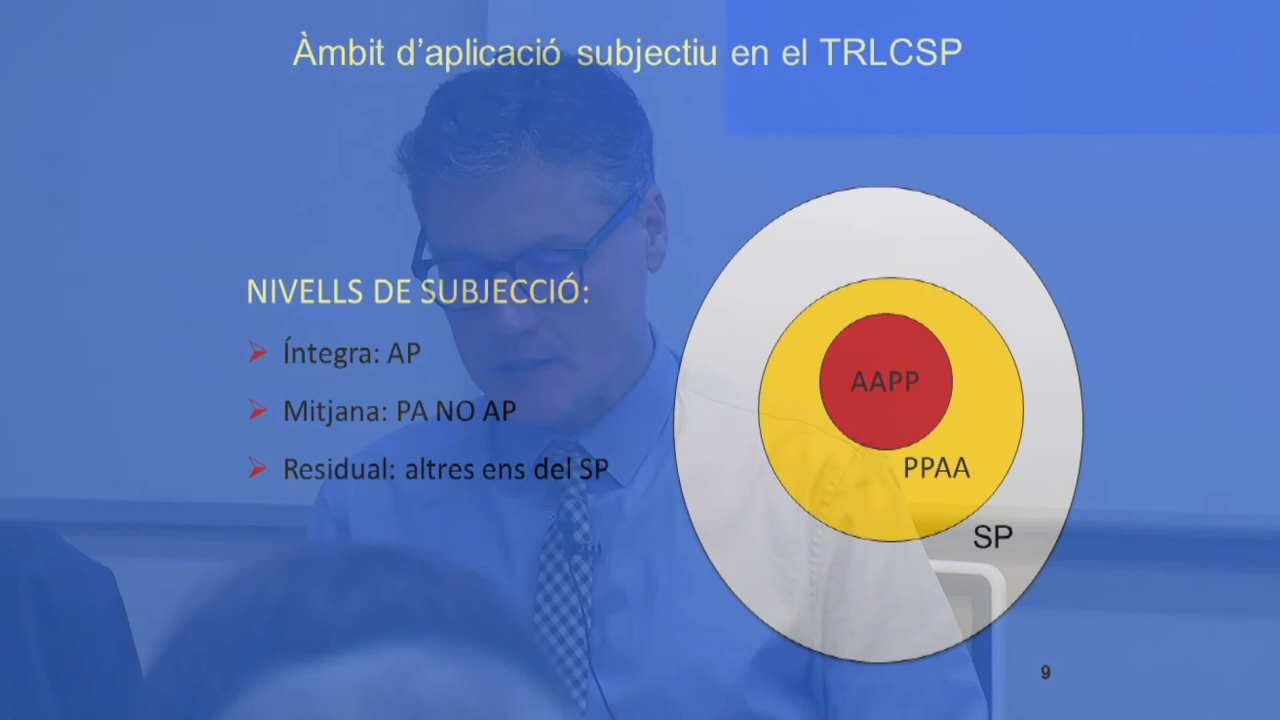 Àmbit d’aplicació subjectiu en el TRLCSP
NIVELLS DE SUBJECCIÓ:
Íntegra: AP
Mitjana: PA NO AP
Residual: altres ens del SP
AAPP
PPAA
SP
9